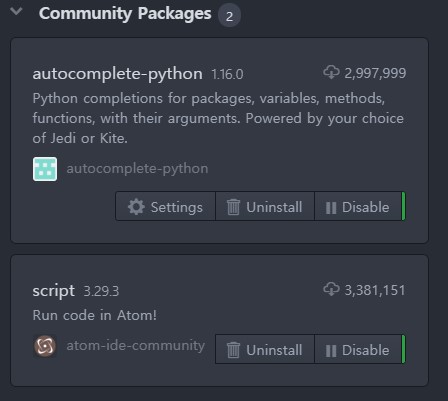 Community Packages 2
autocomplete-python 1.16.0 2,997,999
Python completions for packages, variables, methods,
functions, with their arguments. Powered by your choice
of Jedi or Kite.
autocomplete-python
Settings Uninstall Disable
script 3.29.3 3,381,151
Run code in Atom!
atom-ide-community Uninstall Disable